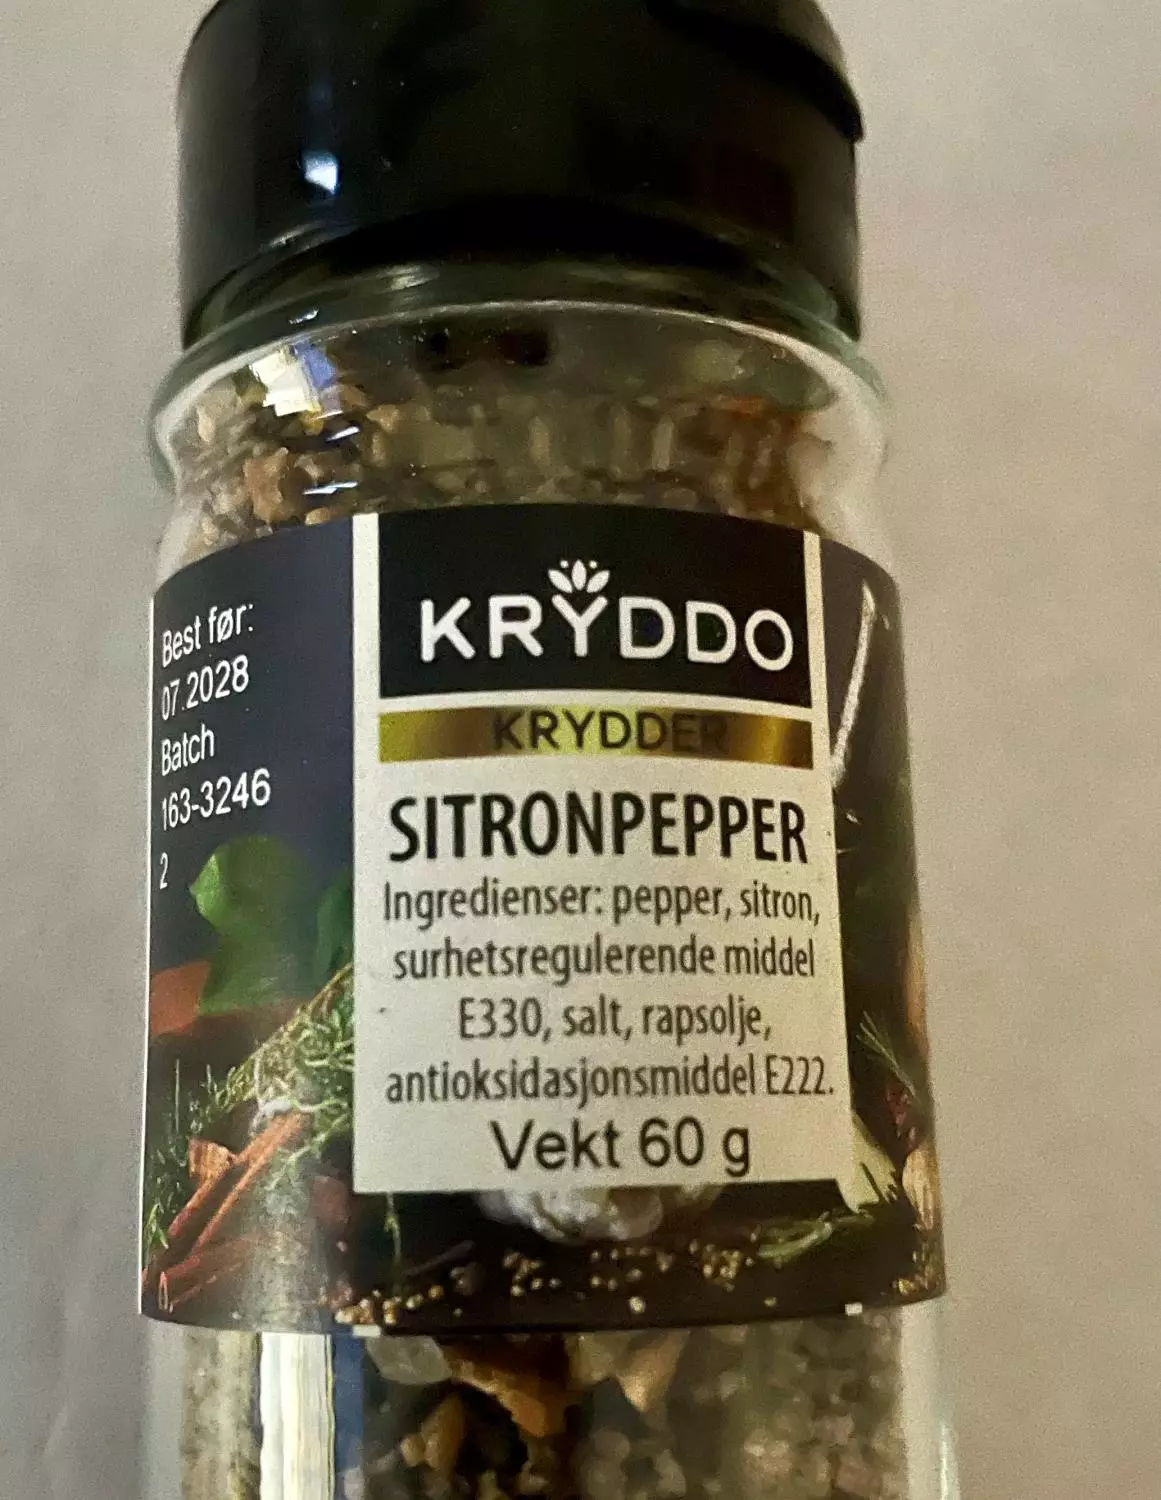 Best før:
07.2028
Batch
163-3246
2
KRYDDO
KRYDDER
SITRONPEPPER
Ingredienser: pepper, sitron,
surhetsregulerende middel
E330, salt, rapsolje,
antioksidasjonsmiddel E222.
Vekt 60 g